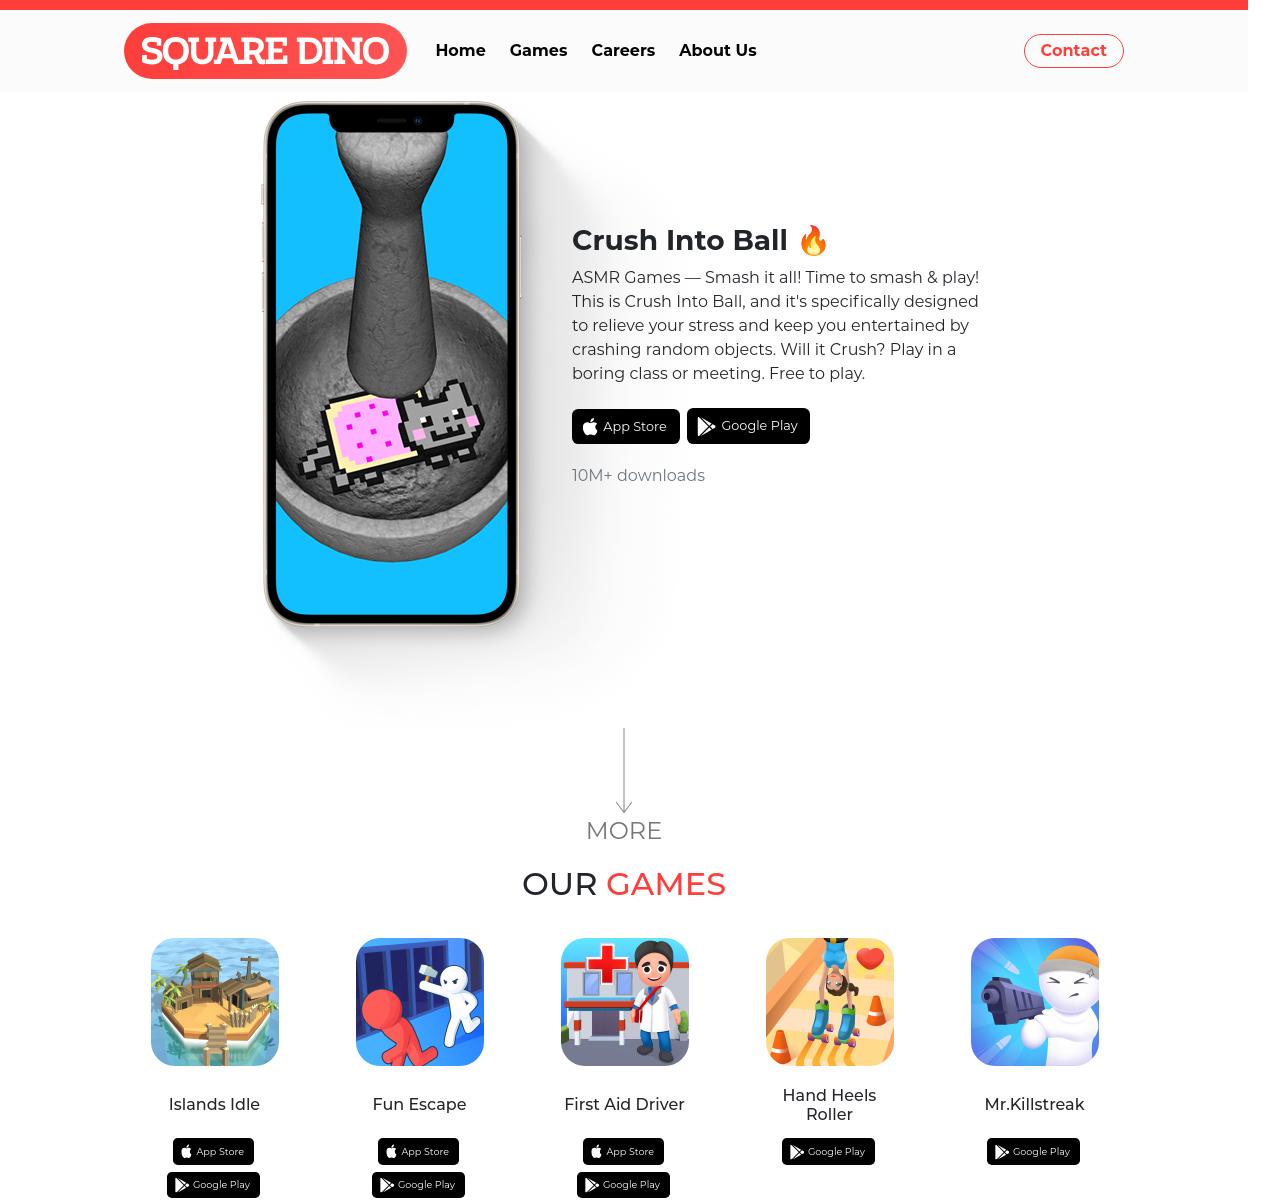 SQUARE DINO
Home Games Careers About Us
Contact
Crush Into Ball 🔥
ASMR Games — Smash it all! Time to smash & play!
This is Crush Into Ball, and it's specifically designed
to relieve your stress and keep you entertained by
crashing random objects. Will it Crush? Play in a
boring class or meeting. Free to play.
App Store Google Play
10M+ downloads
MORE
OUR GAMES
Islands Idle
App Store
Google Play
Fun Escape
App Store
Google Play
First Aid Driver
App Store
Google Play
Hand Heels
Roller
Google Play
Mr.Killstreak
Google Play